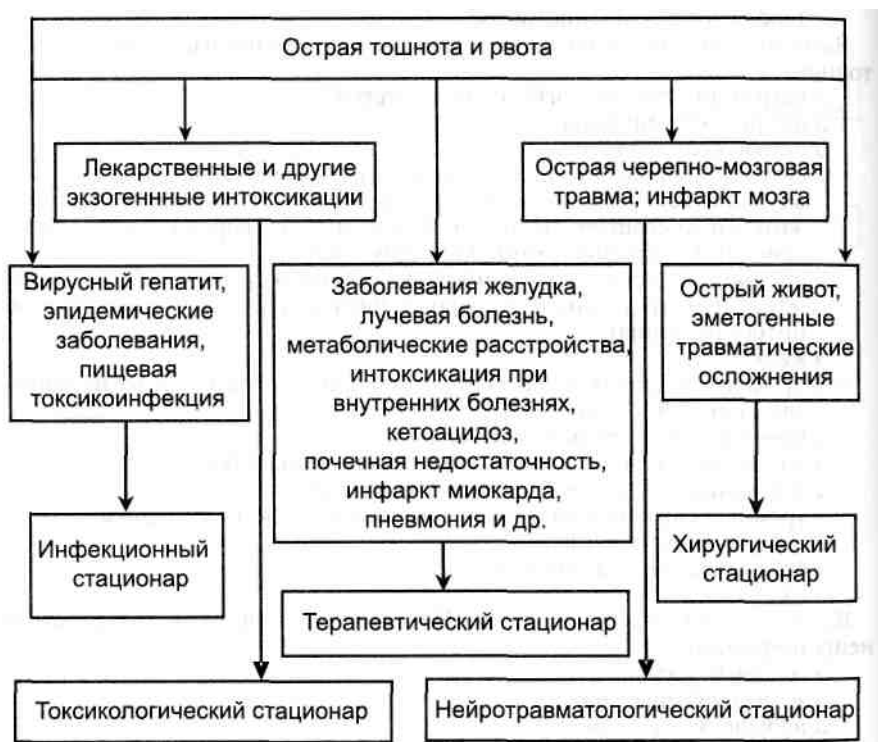 Острая тошнота и рвота
Лекарственные и другие
экзогеннные интоксикации
Острая черепно-мозговая
травма; инфаркт мозга
Вирусный гепатит,
эпидемические
заболевания,
пищевая
токсикоинфекция
Заболевания желудка,
лучевая болезнь,
метаболические расстройства,
интоксикация при
внутренних болезнях,
кетоацидоз,
почечная недостаточность,
инфаркт миокарда,
пневмония и др.
Острый живот,
эметогенные
травматические
осложнения
Инфекционный
стационар
Хирургический
стационар
Терапевтический стационар
Токсикологический стационар
Нейротравматологический стационар